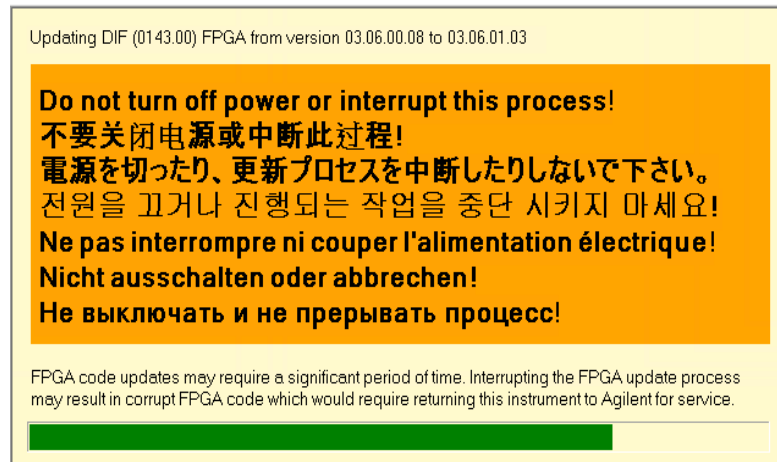 Updating DIF (0143.00) FPGA from version 03.06.00.08 to 03.06.01.03
Do not turn off power or interrupt this process!
不要关闭电源或中断此过程!
電源を切ったり、更新プロセスを中断したりしないで下さい。
전원을 끄거나 진행되는 작업을 중단 시키지 마세요!
Ne pas interrompre ni couper l'alimentation électrique!
Nicht ausschalten oder abbrechen!
Не выключать и не прерывать процесс!
FPGA code updates may require a significant period of time. Interrupting the FPGA update process
may result in corrupt FPGA code which would require returning this instrument to Agilent for service.